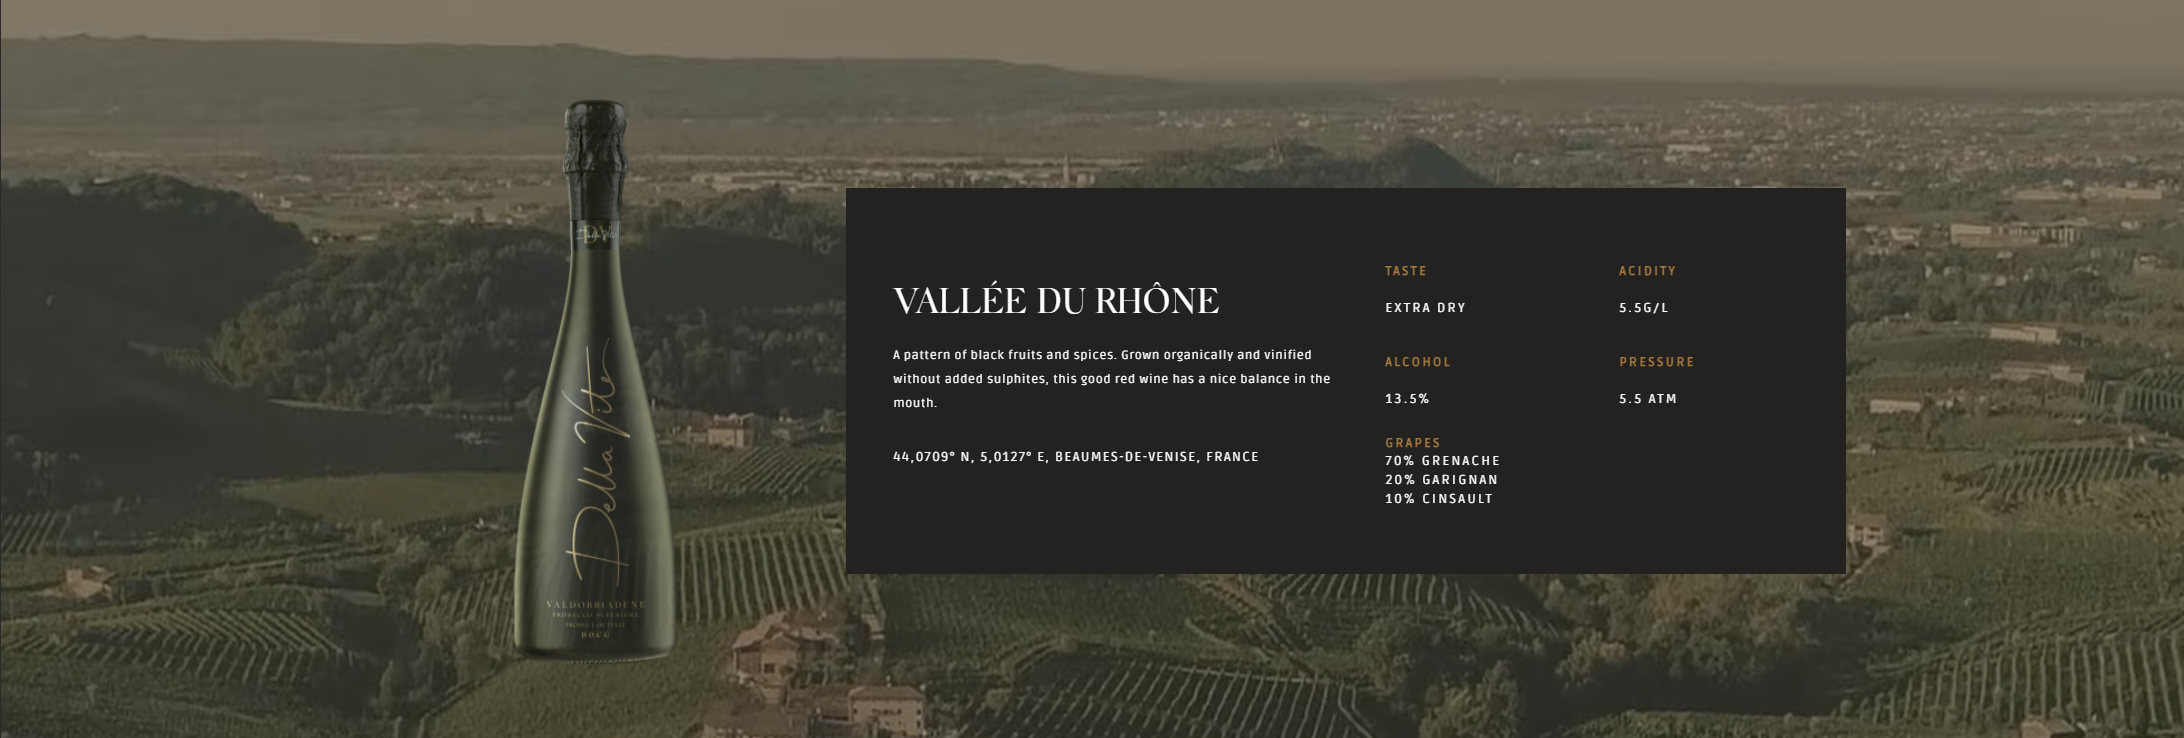 Della Vite
VALDOBBIADENE
PROSECCO SUPERIORE
PRODUCT OF ITALY
D.O.C.G
VALLÉE DU RHÔNE
A pattern of black fruits and spices. Grown organically and vinified
without added sulphites, this good red wine has a nice balance in the
mouth.
44,0709° N, 5,0127° E, BEAUMES-DE-VENISE, FRANCE
TASTE
EXTRA DRY
ACIDITY
5.5G/L
ALCOHOL
13.5%
PRESSURE
5.5 ATM
GRAPES
70% GRENACHE
20% GARIGNAN
10% CINSAULT